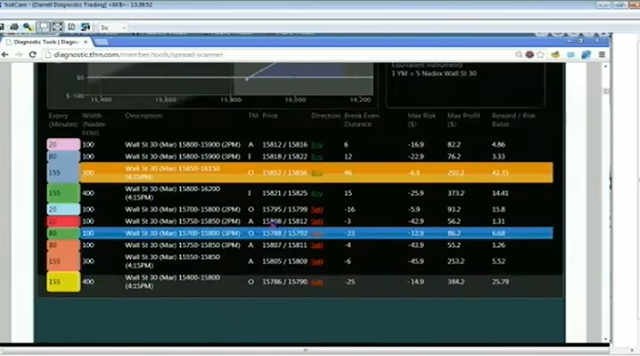 HotCam - [Darrell Diagnostic Trading] - 13:39:52
3x
Diagnostic Tools | Diagn
diagnostic.tfnn.com/member/tools/spread-scanner
$0
$-100
15,400 15,800 16,000 16,200
Equivalent Instruments
1 YM = 5 Nadex Wall St 30
Expiry (Minutes) Width (Nadex ticks) Description TM Price Direction Break Even Distance Max Risk ($) Max Profit ($) Reward / Risk Ratio
20 100 Wall St 30 (Mar) 15800-15900 (2PM) A 15812 / 15816 Buy 6 -16.9 82.2 4.86
80 100 Wall St 30 (Mar) 15800-15900 (3PM) I 15818 / 15822 Buy 12 -22.9 76.2 3.33
155 300 Wall St 30 (Mar) 15850-16150 (4:15PM) O 15852 / 15856 Buy 46 -6.9 292.2 42.35
155 400 Wall St 30 (Mar) 15800-16200 (4:15PM) I 15821 / 15825 Buy 15 -25.9 373.2 14.41
20 100 Wall St 30 (Mar) 15700-15800 (2PM) O 15795 / 15799 Sell -16 -5.9 93.2 15.8
20 100 Wall St 30 (Mar) 15750-15850 (2PM) A 15808 / 15812 Sell -3 -42.9 56.2 1.31
80 100 Wall St 30 (Mar) 15700-15800 (3PM) O 15788 / 15792 Sell -23 -12.9 86.2 6.68
80 100 Wall St 30 (Mar) 15750-15850 (3PM) A 15807 / 15811 Sell -4 -43.9 55.2 1.26
155 300 Wall St 30 (Mar) 15550-15850 (4:15PM) A 15805 / 15809 Sell -6 -45.9 253.2 5.52
155 400 Wall St 30 (Mar) 15400-15800 (4:15PM) O 15786 / 15790 Sell -25 -14.9 384.2 25.79